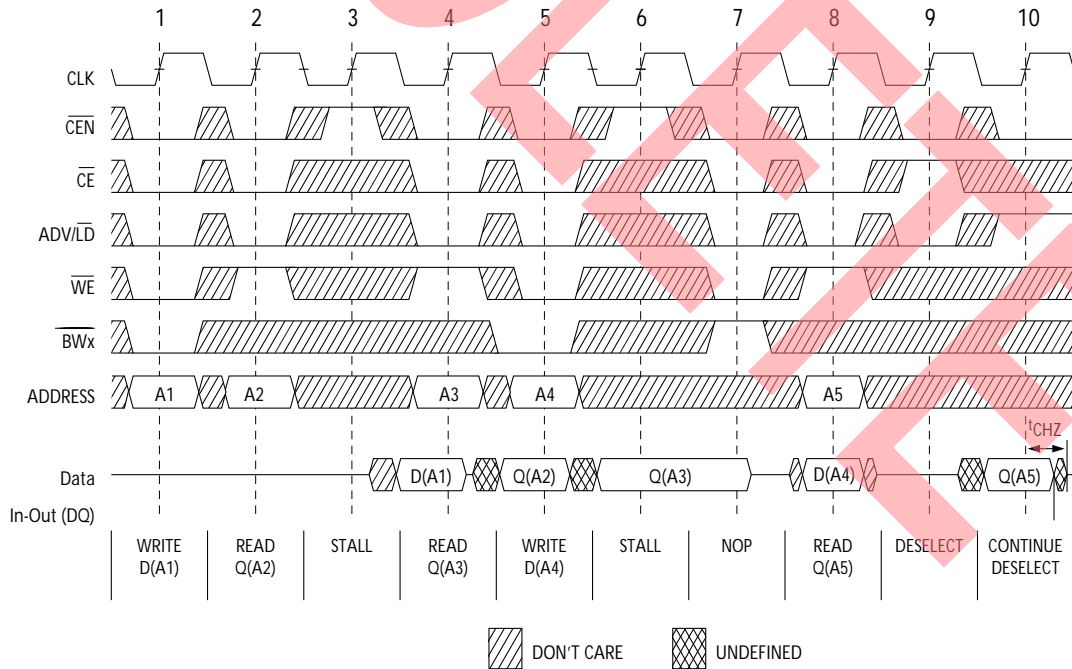 1 2 3 4 5 6 7 8 9 10
CLK
CEN
CE
ADV/LD
WE
BWx
ADDRESS A1 A2 A3 A4 A5
tCHZ
Data D(A1) Q(A2) Q(A3) D(A4) Q(A5)
In-Out (DQ)
WRITE READ STALL READ WRITE STALL NOP READ DESELECT CONTINUE
D(A1) Q(A2) Q(A3) D(A4) Q(A5) DESELECT
DON'T CARE UNDEFINED